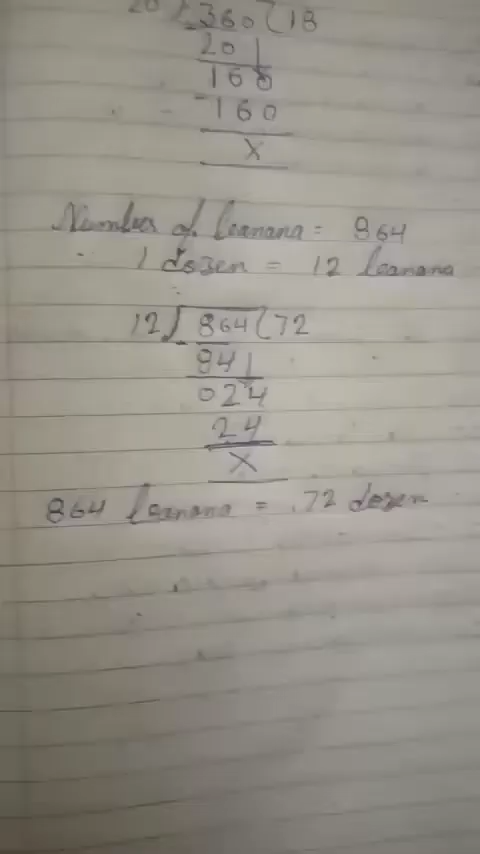 20 ) 360 ( 18
20
160
- 160
x
Number of banana = 864
1 dozen = 12 banana
12 ) 864 ( 72
84
024
24
x
864 banana = 72 dozen